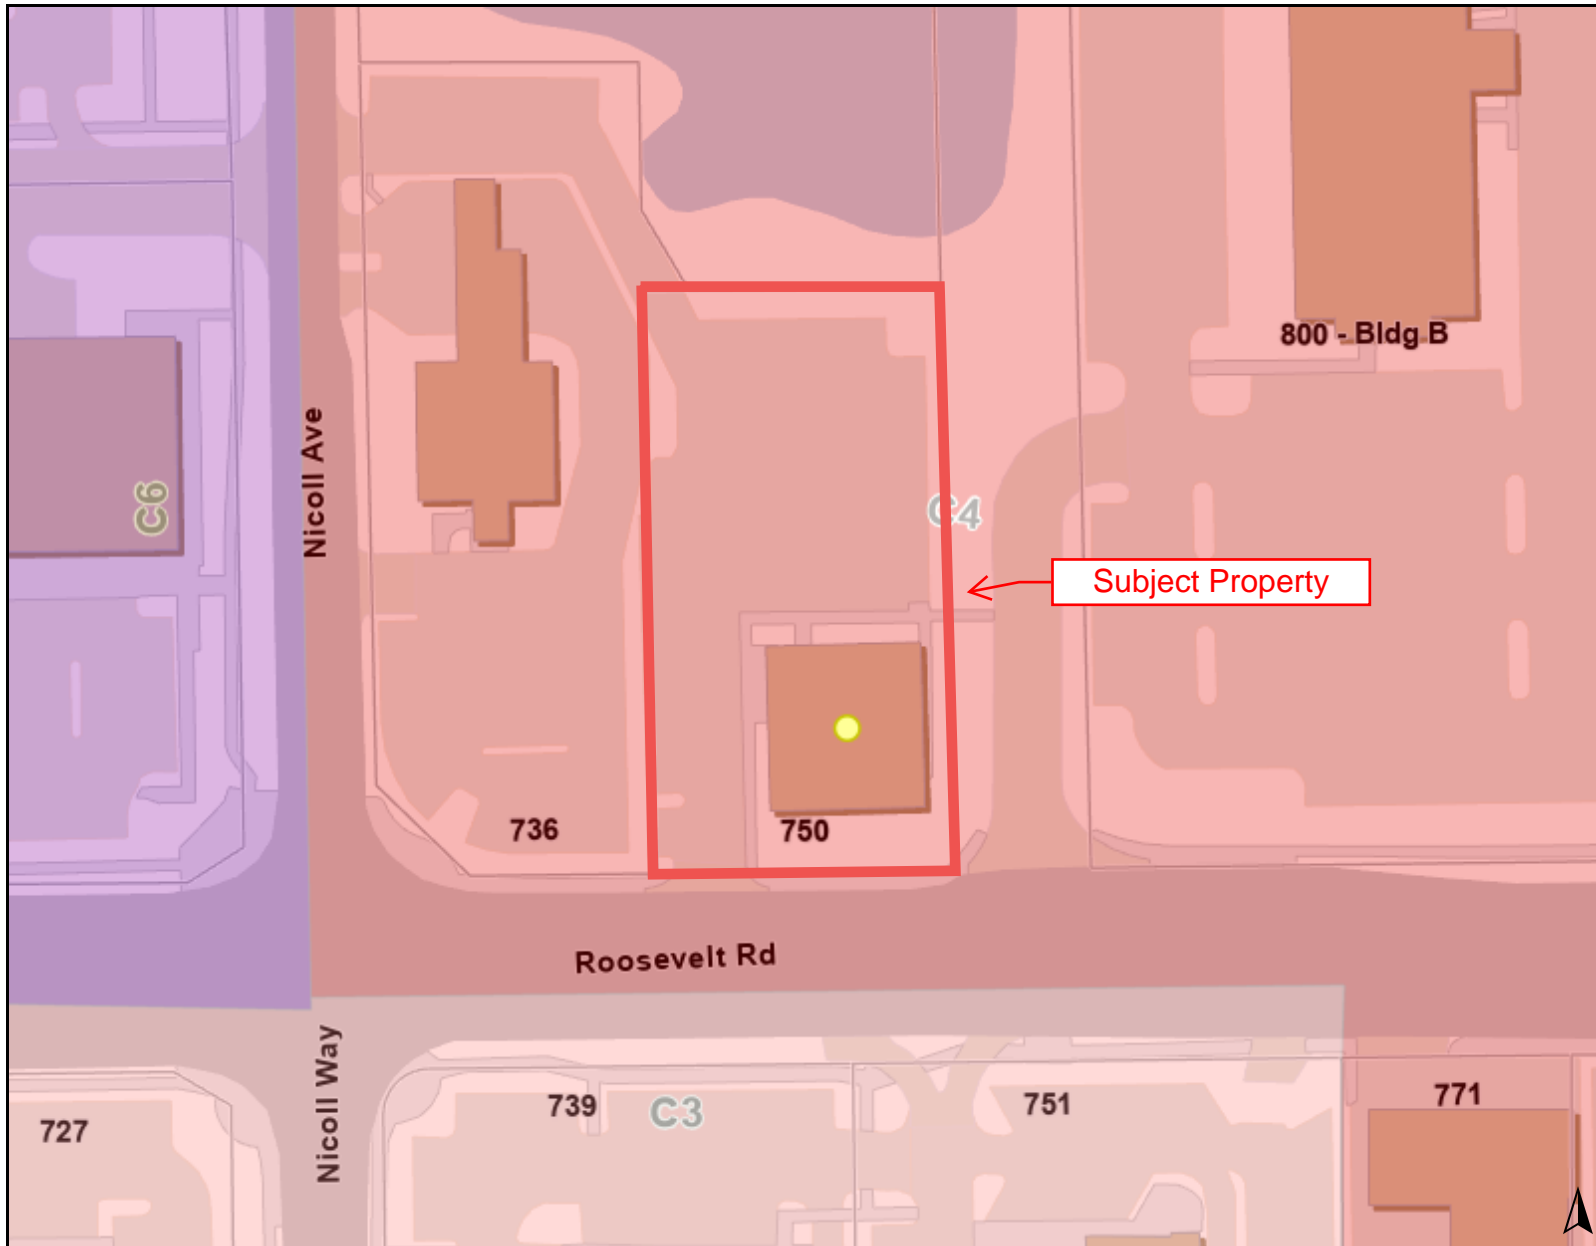 800 - Bldg B
Nicoll Ave
C6
C4
Subject Property
736
750
Roosevelt Rd
Nicoll Way
727
739
C3
751
771